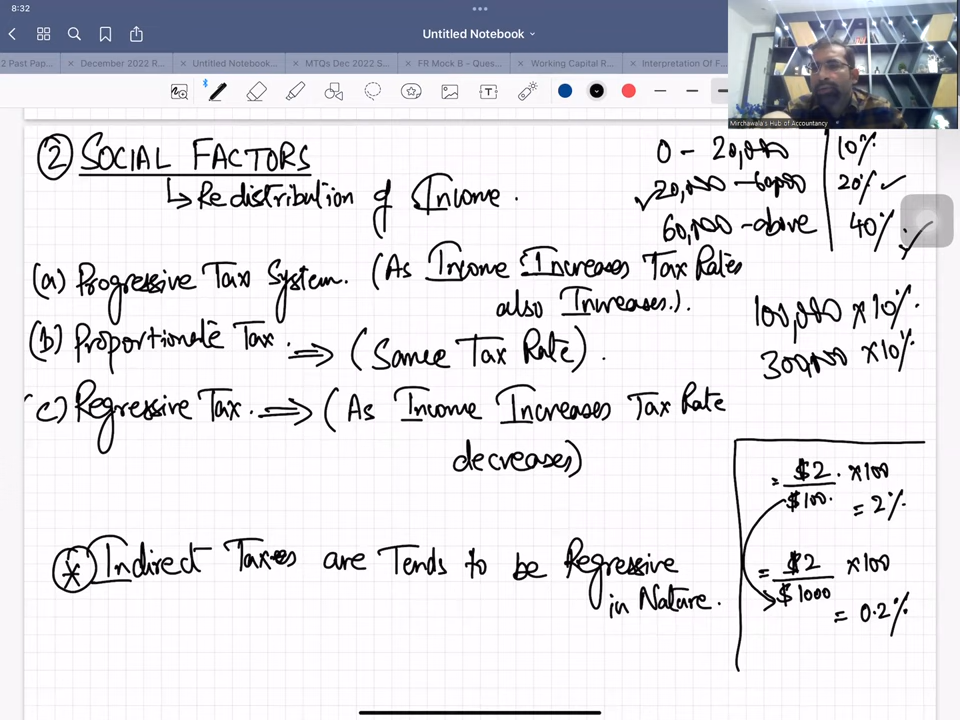 8:32
Untitled Notebook
2 Past Pap...
December 2022 R...
Untitled Notebook...
MTQs Dec 2022 S...
FR Mock B - Ques...
Working Capital R...
Interpretation Of F...
Mirchawala's Hub of Accountancy
② SOCIAL FACTORS
↳ Redistribution of Income.
0 - 20,000 | 10%
✓20,000 - 60,000 | 20% ✓
60,000 - above | 40% ✓
(a) Progressive Tax System. (As Income Increases Tax Rates
also Increases.).
100,000 x 10%.
(b) Proportionate Tax. ⇒ (Same Tax Rate).
300,000 x 10%
(c) Regressive Tax. ⇒ (As Income Increases Tax Rate
decreases)
= $2 / $100. x 100
= 2%
* Indirect Taxes are Tends to be Regressive
in Nature.
= $2 / $1000 x 100
= 0.2%